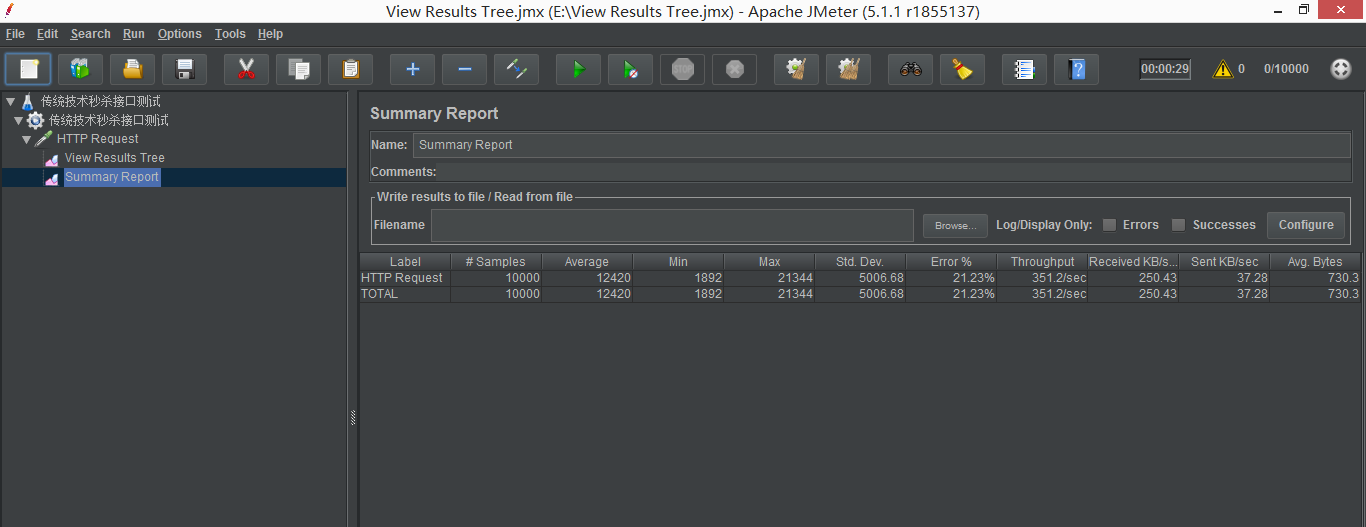 View Results Tree.jmx (E:\View Results Tree.jmx) - Apache JMeter (5.1.1 r1855137)
File Edit Search Run Options Tools Help
STOP 00:00:29 0 0/10000
传统技术秒杀接口测试
传统技术秒杀接口测试
HTTP Request
View Results Tree
Summary Report
Summary Report
Name: Summary Report
Comments:
Write results to file / Read from file
Filename Browse... Log/Display Only: Errors Successes Configure
Label # Samples Average Min Max Std. Dev. Error % Throughput Received KB/s... Sent KB/sec Avg. Bytes
HTTP Request 10000 12420 1892 21344 5006.68 21.23% 351.2/sec 250.43 37.28 730.3
TOTAL 10000 12420 1892 21344 5006.68 21.23% 351.2/sec 250.43 37.28 730.3